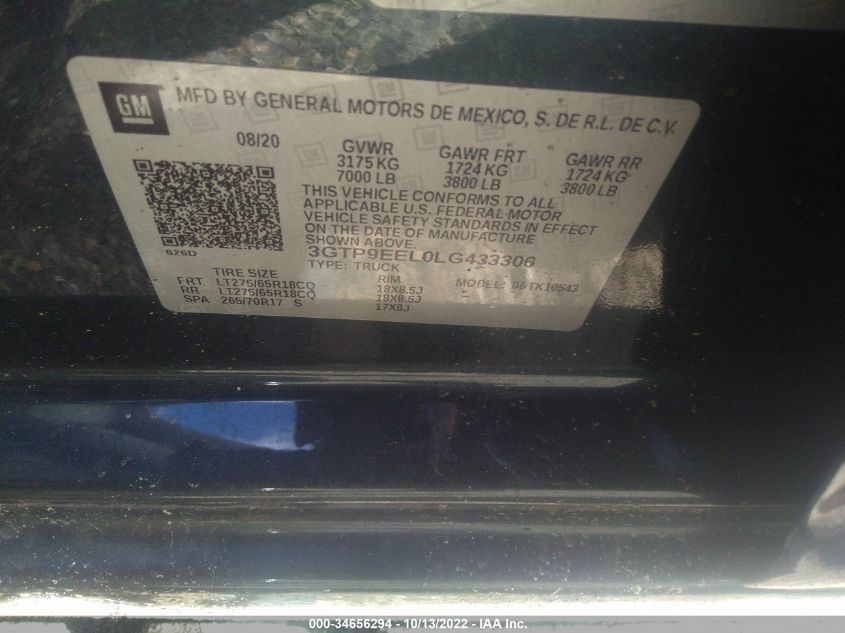 GM
MFD BY GENERAL MOTORS DE MEXICO, S. DE R.L. DE C.V.
08/20
GVWR GAWR FRT GAWR RR
3175 KG 1724 KG 1724 KG
7000 LB 3800 LB 3800 LB
THIS VEHICLE CONFORMS TO ALL
APPLICABLE U.S. FEDERAL MOTOR
VEHICLE SAFETY STANDARDS IN EFFECT
ON THE DATE OF MANUFACTURE
SHOWN ABOVE
626D
3GTP9EEL0LG433306
TYPE: TRUCK MODEL: 06TK10543
TIRE SIZE RIM
FRT LT275/65R18CQ 18X8.5J
RR LT275/65R18CQ 18X8.5J
SPA 265/70R17 S 17X8J
000-34656294 - 10/13/2022 - IAA Inc.